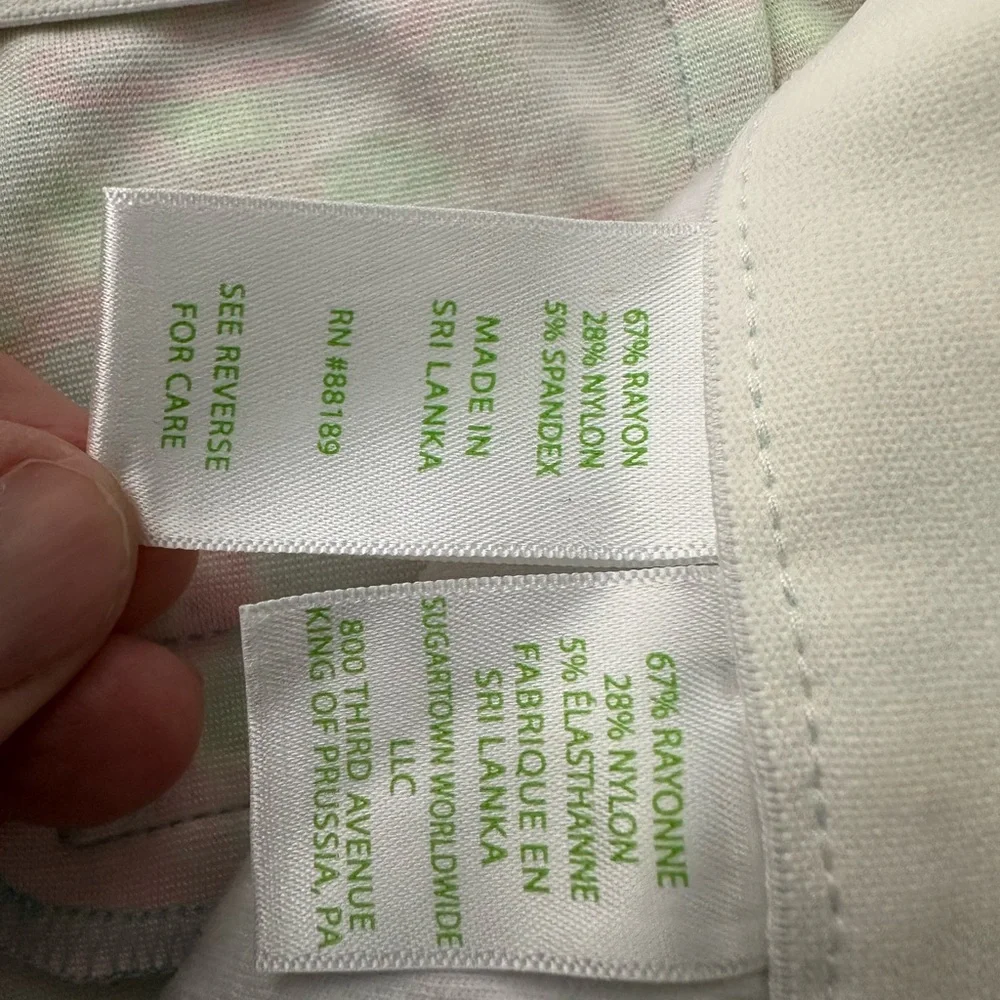 67% RAYON
28% NYLON
5% SPANDEX
MADE IN
SRI LANKA
RN #88189
SEE REVERSE
FOR CARE
67% RAYONNE
28% NYLON
5% ÉLASTHANNE
FABRIQUE EN
SRI LANKA
SUGARTOWN WORLDWIDE
LLC
800 THIRD AVENUE
KING OF PRUSSIA, PA